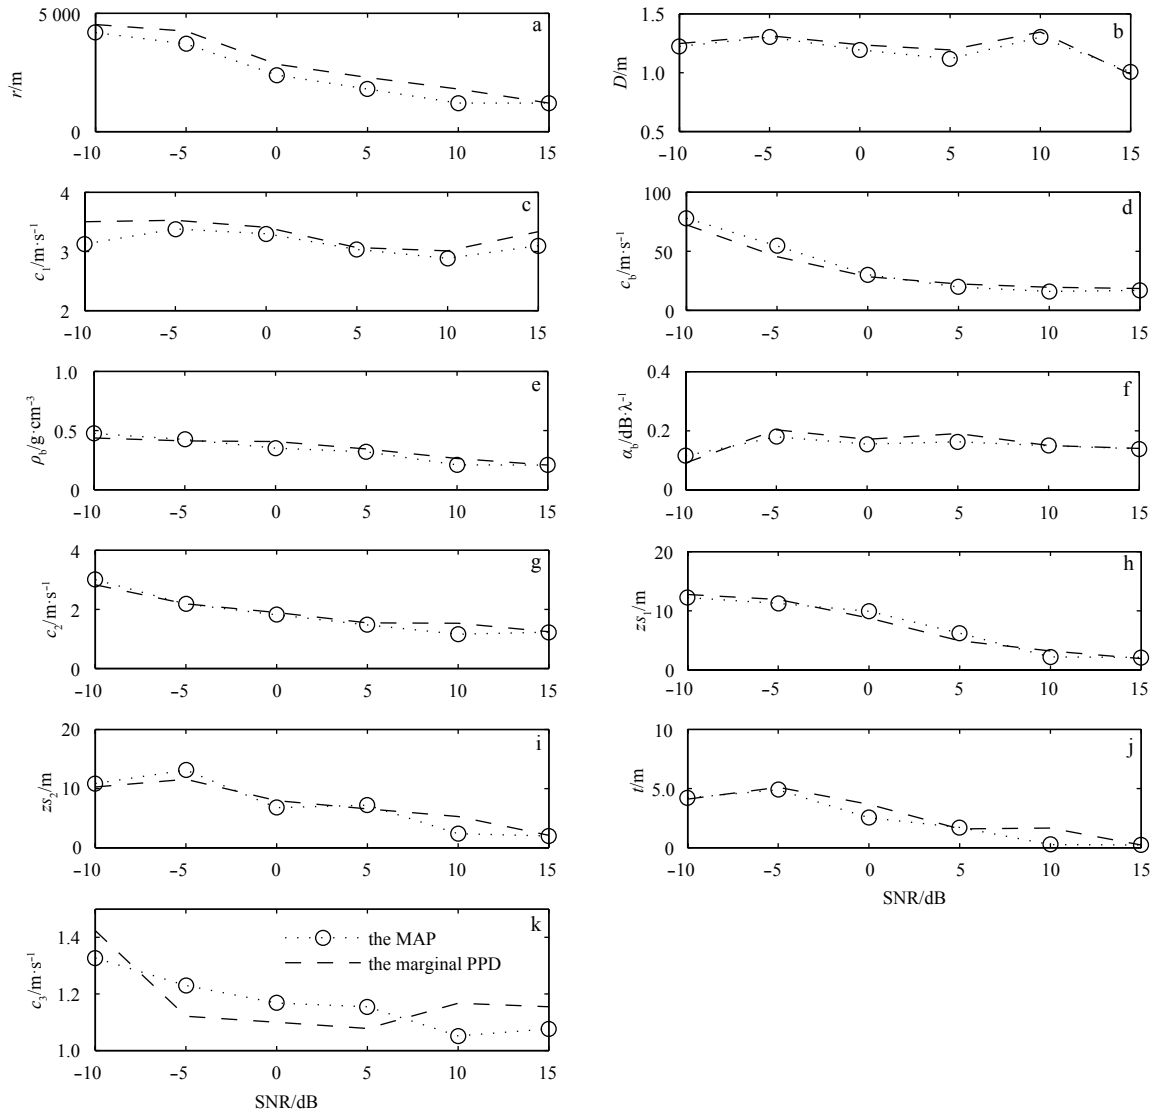 5 000
a
r/m
0
−10 −5 0 5 10 15
1.5
b
D/m
1.0
0.5
−10 −5 0 5 10 15
4
c
c₁/m·s⁻¹
3
2
−10 −5 0 5 10 15
100
d
c_b/m·s⁻¹
50
0
−10 −5 0 5 10 15
1.0
e
ρ_b/g·cm⁻³
0.5
0
−10 −5 0 5 10 15
0.4
f
α_b/dB·λ⁻¹
0.2
0
−10 −5 0 5 10 15
4
g
c₂/m·s⁻¹
2
0
−10 −5 0 5 10 15
20
h
zs₁/m
10
0
−10 −5 0 5 10 15
20
i
zs₂/m
10
0
−10 −5 0 5 10 15
10
j
t/m
5.0
0
−10 −5 0 5 10 15
SNR/dB
k
1.4
the MAP
the marginal PPD
c₃/m·s⁻¹
1.2
1.0
−10 −5 0 5 10 15
SNR/dB